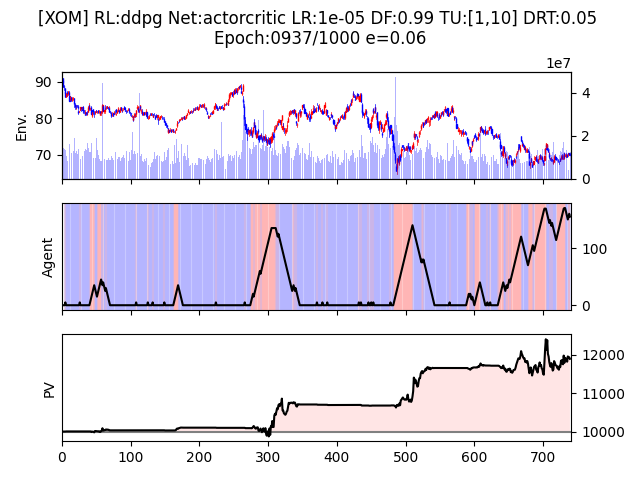 [XOM] RL:ddpg Net:actorcritic LR:1e-05 DF:0.99 TU:[1,10] DRT:0.05
Epoch:0937/1000 e=0.06
1e7
90
80
70
Env.
4
2
0
Agent
100
0
PV
12000
11000
10000
0 100 200 300 400 500 600 700